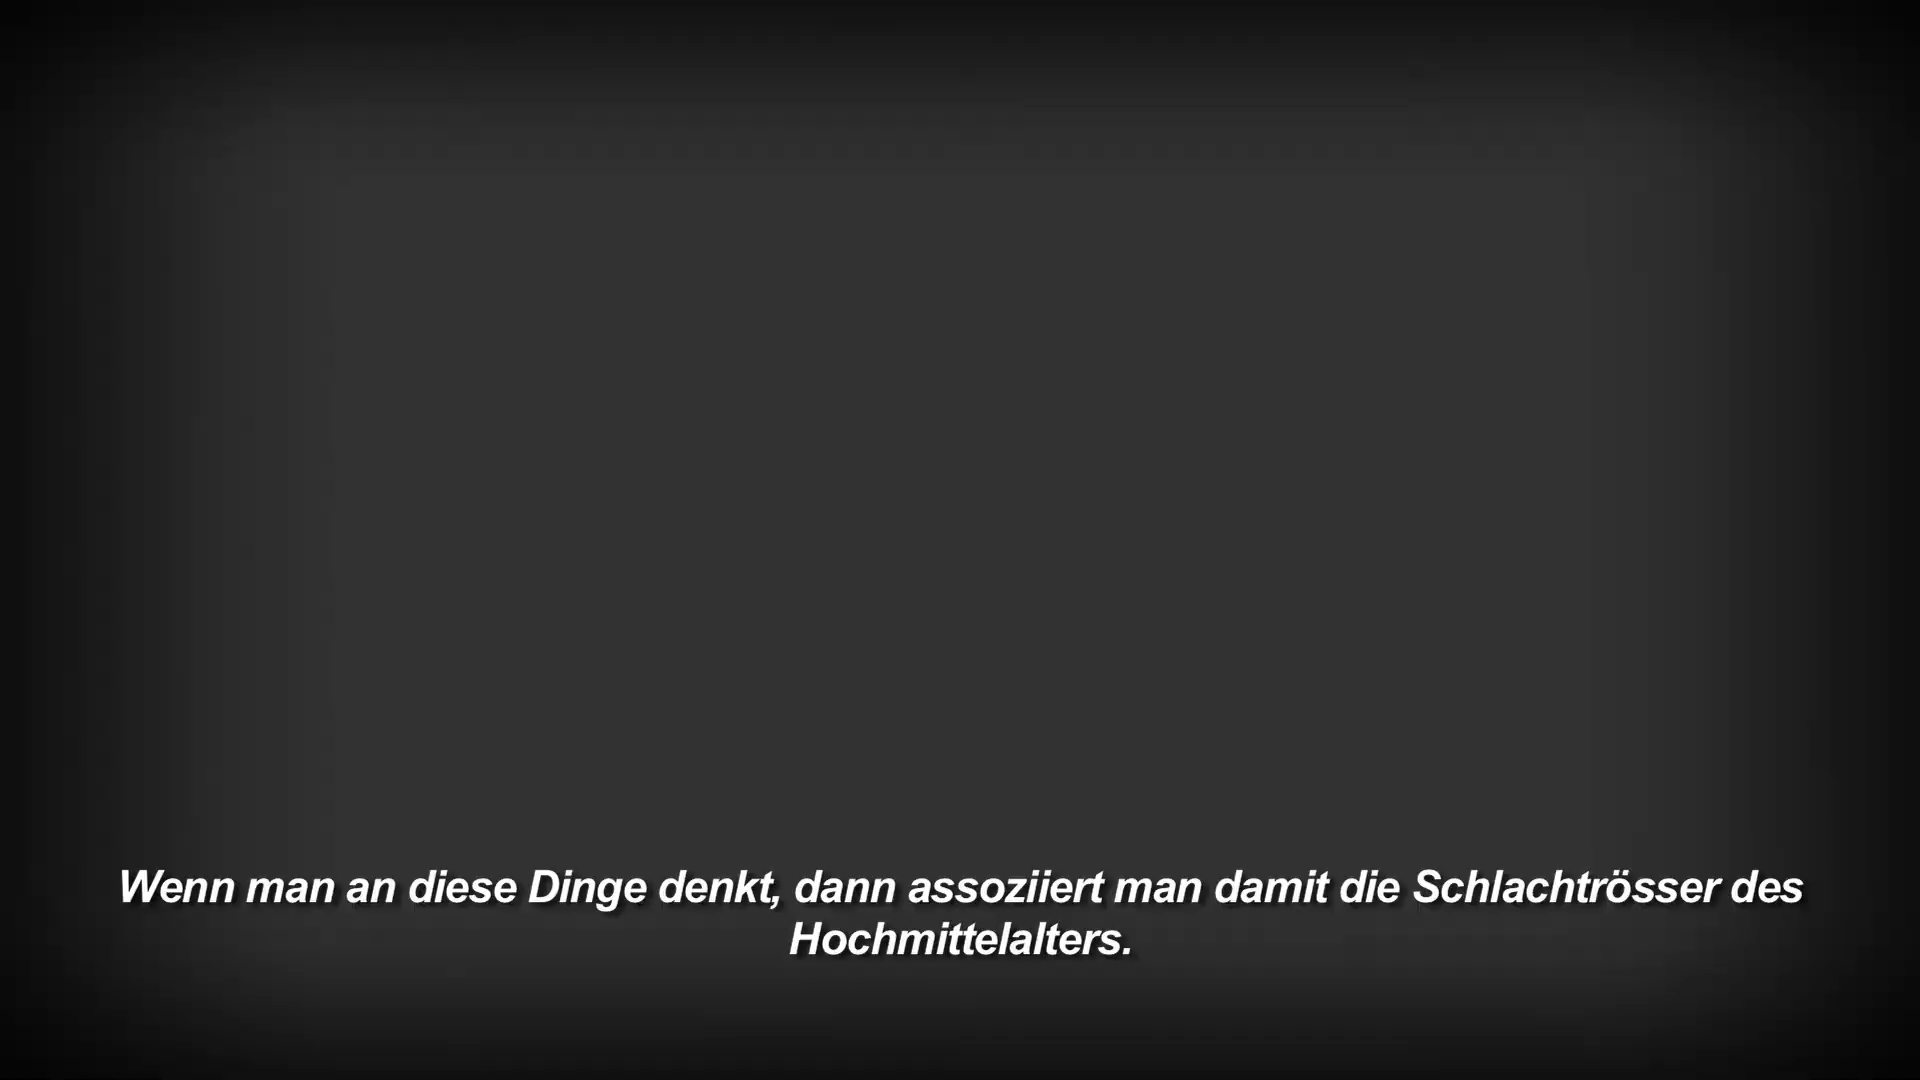 Wenn man an diese Dinge denkt, dann assoziiert man damit die Schlachtrösser des
Hochmittelalters.